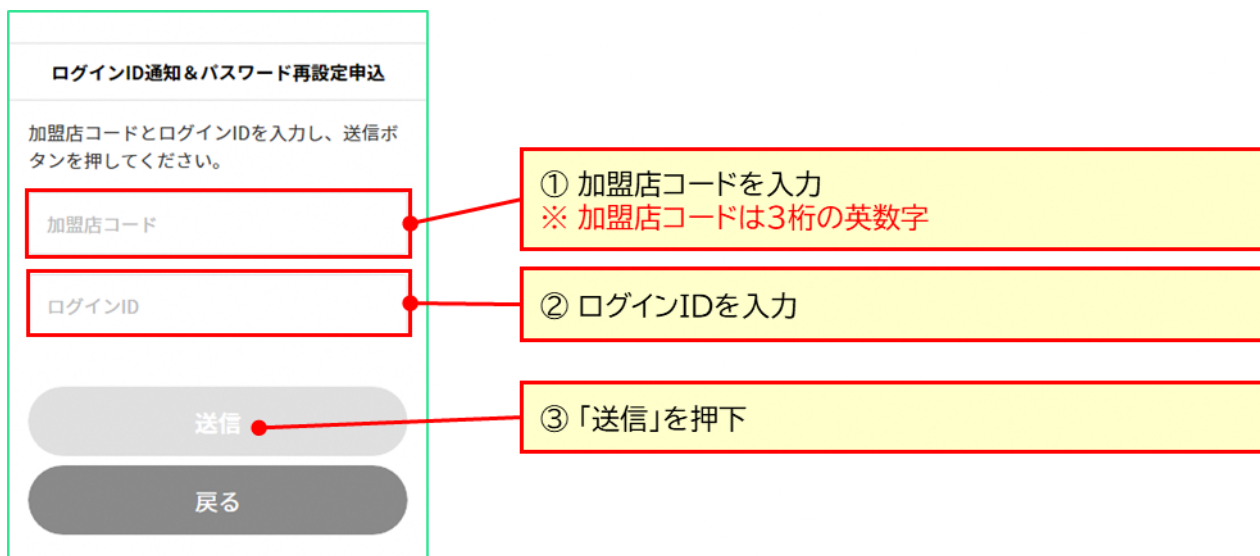 ログインID通知＆パスワード再設定申込
加盟店コードとログインIDを入力し、送信ボ
タンを押してください。
加盟店コード
ログインID
送信
戻る
① 加盟店コードを入力
※ 加盟店コードは3桁の英数字
② ログインIDを入力
③ 「送信」を押下